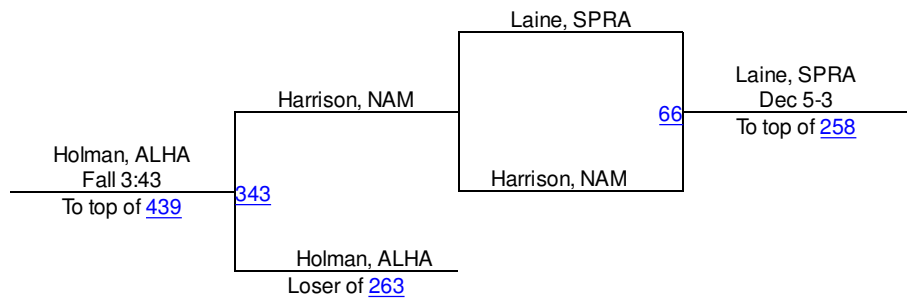 Laine, SPRA
Laine, SPRA
Dec 5-3
Harrison, NAM
66
To top of 258
Holman, ALHA
Fall 3:43
Harrison, NAM
343
To top of 439
Holman, ALHA
Loser of 263